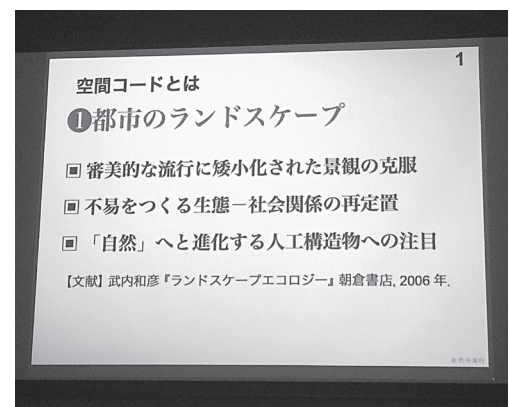 1
空間コードとは
❶都市のランドスケープ
▣ 審美的な流行に矮小化された景観の克服
▣ 不易をつくる生態−社会関係の再定置
▣ 「自然」へと進化する人工構造物への注目
【文献】武内和彦『ランドスケープエコロジー』朝倉書店, 2006 年.